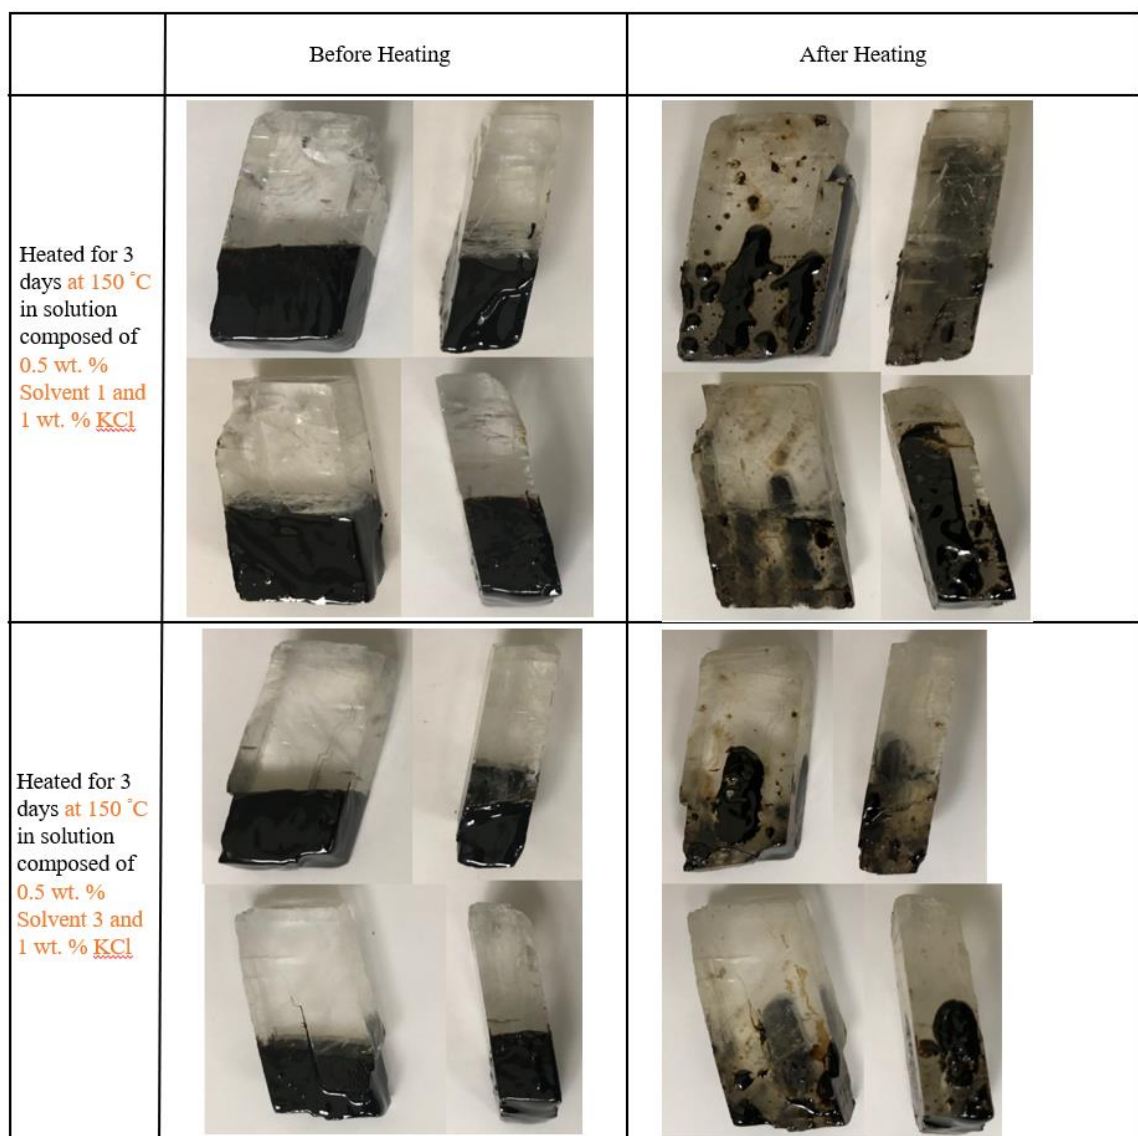 Before Heating
After Heating
Heated for 3
days at 150 °C
in solution
composed of
0.5 wt. %
Solvent 1 and
1 wt. % KCl
Heated for 3
days at 150 °C
in solution
composed of
0.5 wt. %
Solvent 3 and
1 wt. % KCl